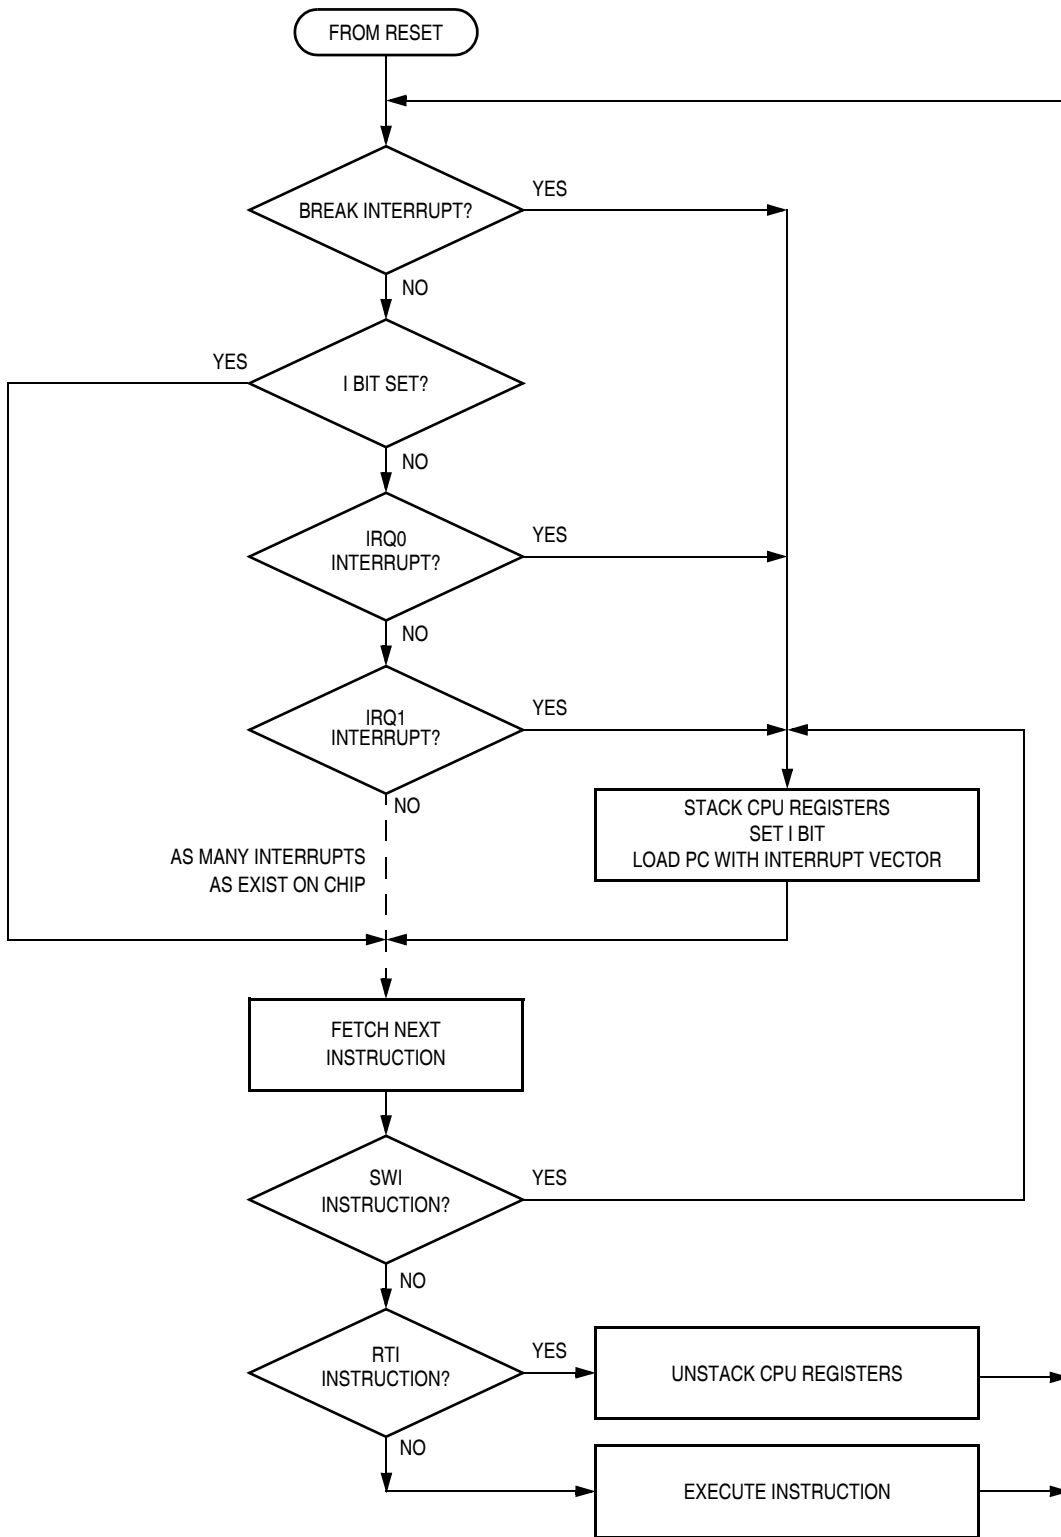 FROM RESET
BREAK INTERRUPT?
YES
NO
YES
I BIT SET?
NO
IRQ0
INTERRUPT?
YES
NO
IRQ1
INTERRUPT?
YES
NO
STACK CPU REGISTERS
SET I BIT
LOAD PC WITH INTERRUPT VECTOR
AS MANY INTERRUPTS
AS EXIST ON CHIP
FETCH NEXT
INSTRUCTION
SWI
INSTRUCTION?
YES
NO
RTI
INSTRUCTION?
YES
UNSTACK CPU REGISTERS
NO
EXECUTE INSTRUCTION